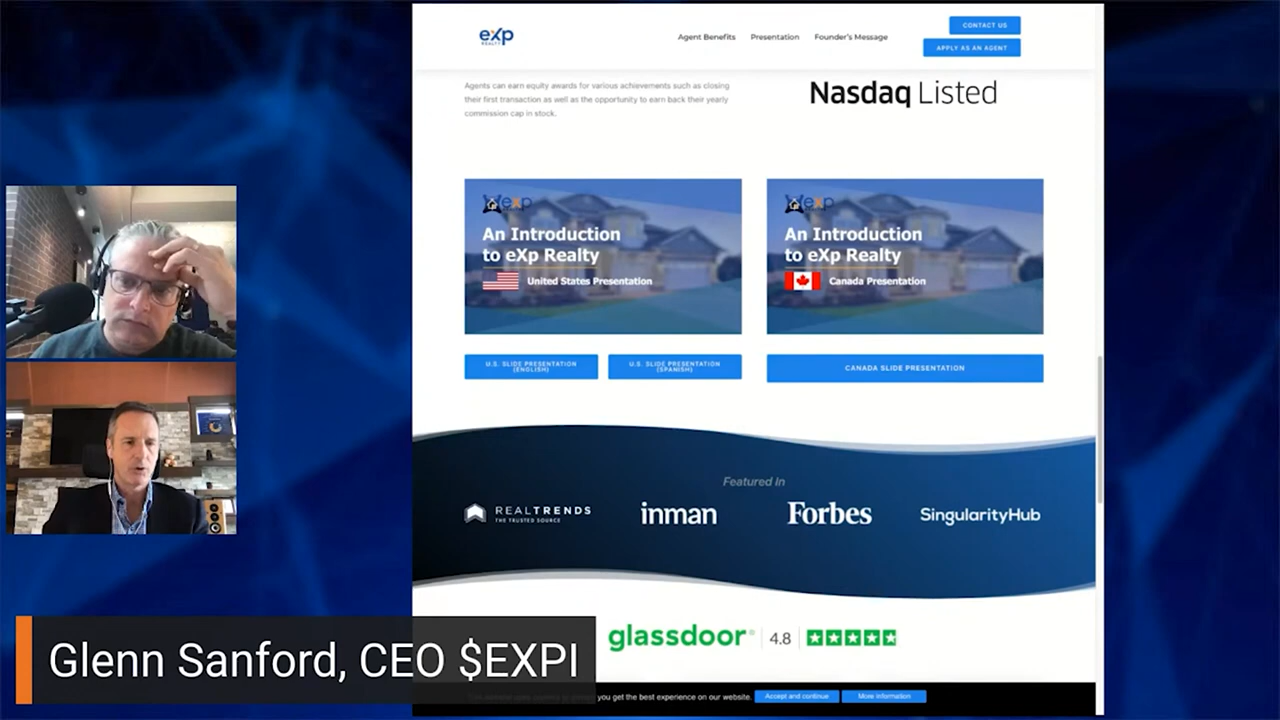 eXp
REALTY
Agent Benefits
Presentation
Founder's Message
CONTACT US
APPLY AS AN AGENT
Agents can earn equity awards for various achievements such as closing
their first transaction as well as the opportunity to earn back their yearly
commission cap in stock.
Nasdaq Listed
exp
An Introduction
to eXp Realty
United States Presentation
exp
An Introduction
to eXp Realty
Canada Presentation
U.S. SLIDE PRESENTATION
(ENGLISH)
U.S. SLIDE PRESENTATION
(SPANISH)
CANADA SLIDE PRESENTATION
Featured In
REALTRENDS
THE TRUSTED SOURCE
inman
Forbes
SingularityHub
glassdoor 4.8
Glenn Sanford, CEO $EXPI
you get the best experience on our website.
Accept and continue
More information